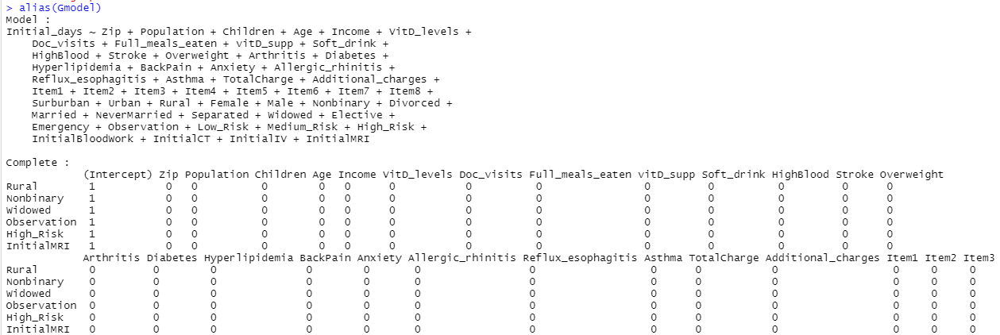 > alias(Gmodel)
Model :
Initial_days ~ Zip + Population + Children + Age + Income + VitD_levels +
    Doc_visits + Full_meals_eaten + vitD_supp + Soft_drink +
    HighBlood + Stroke + Overweight + Arthritis + Diabetes +
    Hyperlipidemia + BackPain + Anxiety + Allergic_rhinitis +
    Reflux_esophagitis + Asthma + TotalCharge + Additional_charges +
    Item1 + Item2 + Item3 + Item4 + Item5 + Item6 + Item7 + Item8 +
    Surburban + Urban + Rural + Female + Male + Nonbinary + Divorced +
    Married + NeverMarried + Separated + Widowed + Elective +
    Emergency + Observation + Low_Risk + Medium_Risk + High_Risk +
    InitialBloodWork + InitialCT + InitialIV + InitialMRI
Complete :
            (Intercept) Zip Population Children Age Income VitD_levels Doc_visits Full_meals_eaten vitD_supp Soft_drink HighBlood Stroke Overweight
Rural 1 0 0 0 0 0 0 0 0 0 0 0 0 0
Nonbinary 1 0 0 0 0 0 0 0 0 0 0 0 0 0
Widowed 1 0 0 0 0 0 0 0 0 0 0 0 0 0
Observation 1 0 0 0 0 0 0 0 0 0 0 0 0 0
High_Risk 1 0 0 0 0 0 0 0 0 0 0 0 0 0
InitialMRI 1 0 0 0 0 0 0 0 0 0 0 0 0 0
            Arthritis Diabetes Hyperlipidemia BackPain Anxiety Allergic_rhinitis Reflux_esophagitis Asthma TotalCharge Additional_charges Item1 Item2 Item3
Rural 0 0 0 0 0 0 0 0 0 0 0 0 0
Nonbinary 0 0 0 0 0 0 0 0 0 0 0 0 0
Widowed 0 0 0 0 0 0 0 0 0 0 0 0 0
Observation 0 0 0 0 0 0 0 0 0 0 0 0 0
High_Risk 0 0 0 0 0 0 0 0 0 0 0 0 0
InitialMRI 0 0 0 0 0 0 0 0 0 0 0 0 0